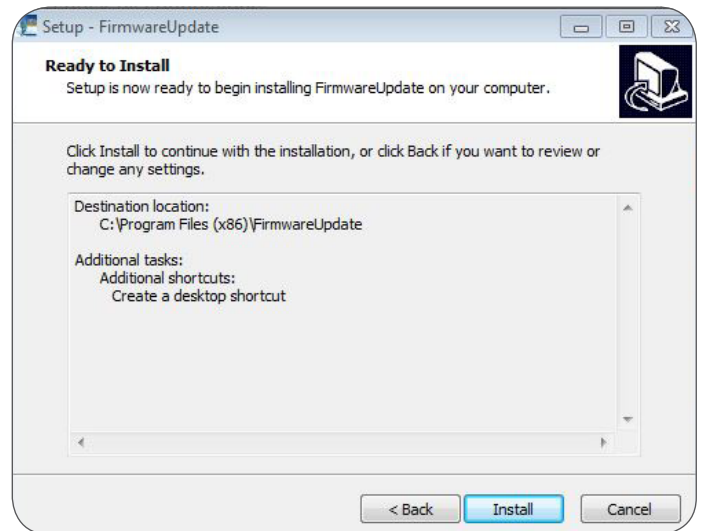 Setup - FirmwareUpdate
Ready to Install
Setup is now ready to begin installing FirmwareUpdate on your computer.
Click Install to continue with the installation, or click Back if you want to review or
change any settings.
Destination location:
C:\Program Files (x86)\FirmwareUpdate
Additional tasks:
Additional shortcuts:
Create a desktop shortcut
< Back Install Cancel